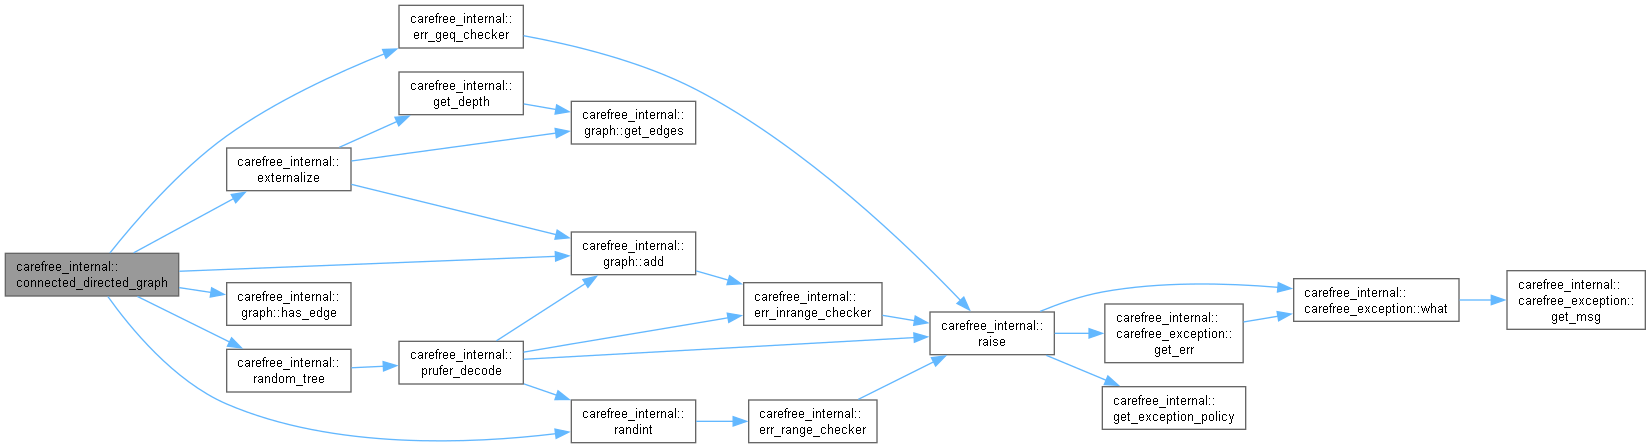 carefree_internal::
err_geq_checker
carefree_internal::
get_depth
carefree_internal::
graph::get_edges
carefree_internal::
externalize
carefree_internal::
graph::add
carefree_internal::
connected_directed_graph
carefree_internal::
graph::has_edge
carefree_internal::
err_inrange_checker
carefree_internal::
raise
carefree_internal::
carefree_exception::
get_err
carefree_internal::
carefree_exception::what
carefree_internal::
carefree_exception::
get_msg
carefree_internal::
random_tree
carefree_internal::
prufer_decode
carefree_internal::
randint
carefree_internal::
err_range_checker
carefree_internal::
get_exception_policy